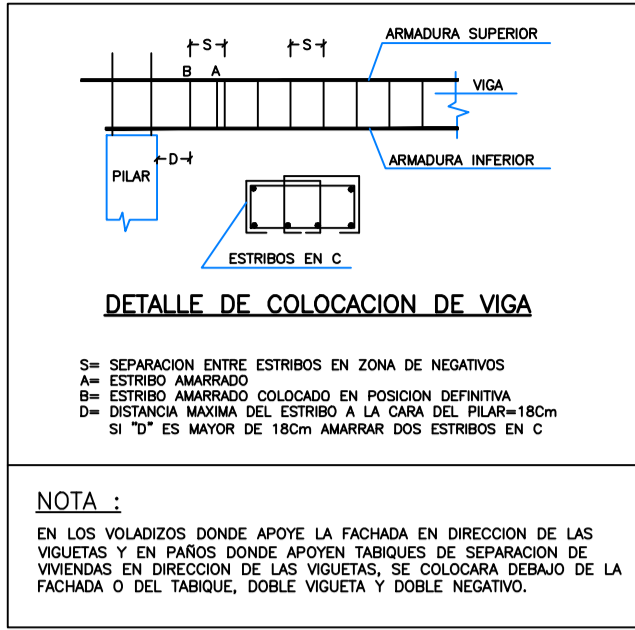 ARMADURA SUPERIOR
S
S
B
A
VIGA
D
PILAR
ARMADURA INFERIOR
ESTRIBOS EN C
DETALLE DE COLOCACION DE VIGA
S= SEPARACION ENTRE ESTRIBOS EN ZONA DE NEGATIVOS
A= ESTRIBO AMARRADO
B= ESTRIBO AMARRADO COLOCADO EN POSICION DEFINITIVA
D= DISTANCIA MAXIMA DEL ESTRIBO A LA CARA DEL PILAR=18Cm
SI "D" ES MAYOR DE 18Cm AMARRAR DOS ESTRIBOS EN C
NOTA :
EN LOS VOLADIZOS DONDE APOYE LA FACHADA EN DIRECCION DE LAS
VIGUETAS Y EN PAÑOS DONDE APOYEN TABIQUES DE SEPARACION DE
VIVIENDAS EN DIRECCION DE LAS VIGUETAS, SE COLOCARA DEBAJO DE LA
FACHADA O DEL TABIQUE, DOBLE VIGUETA Y DOBLE NEGATIVO.